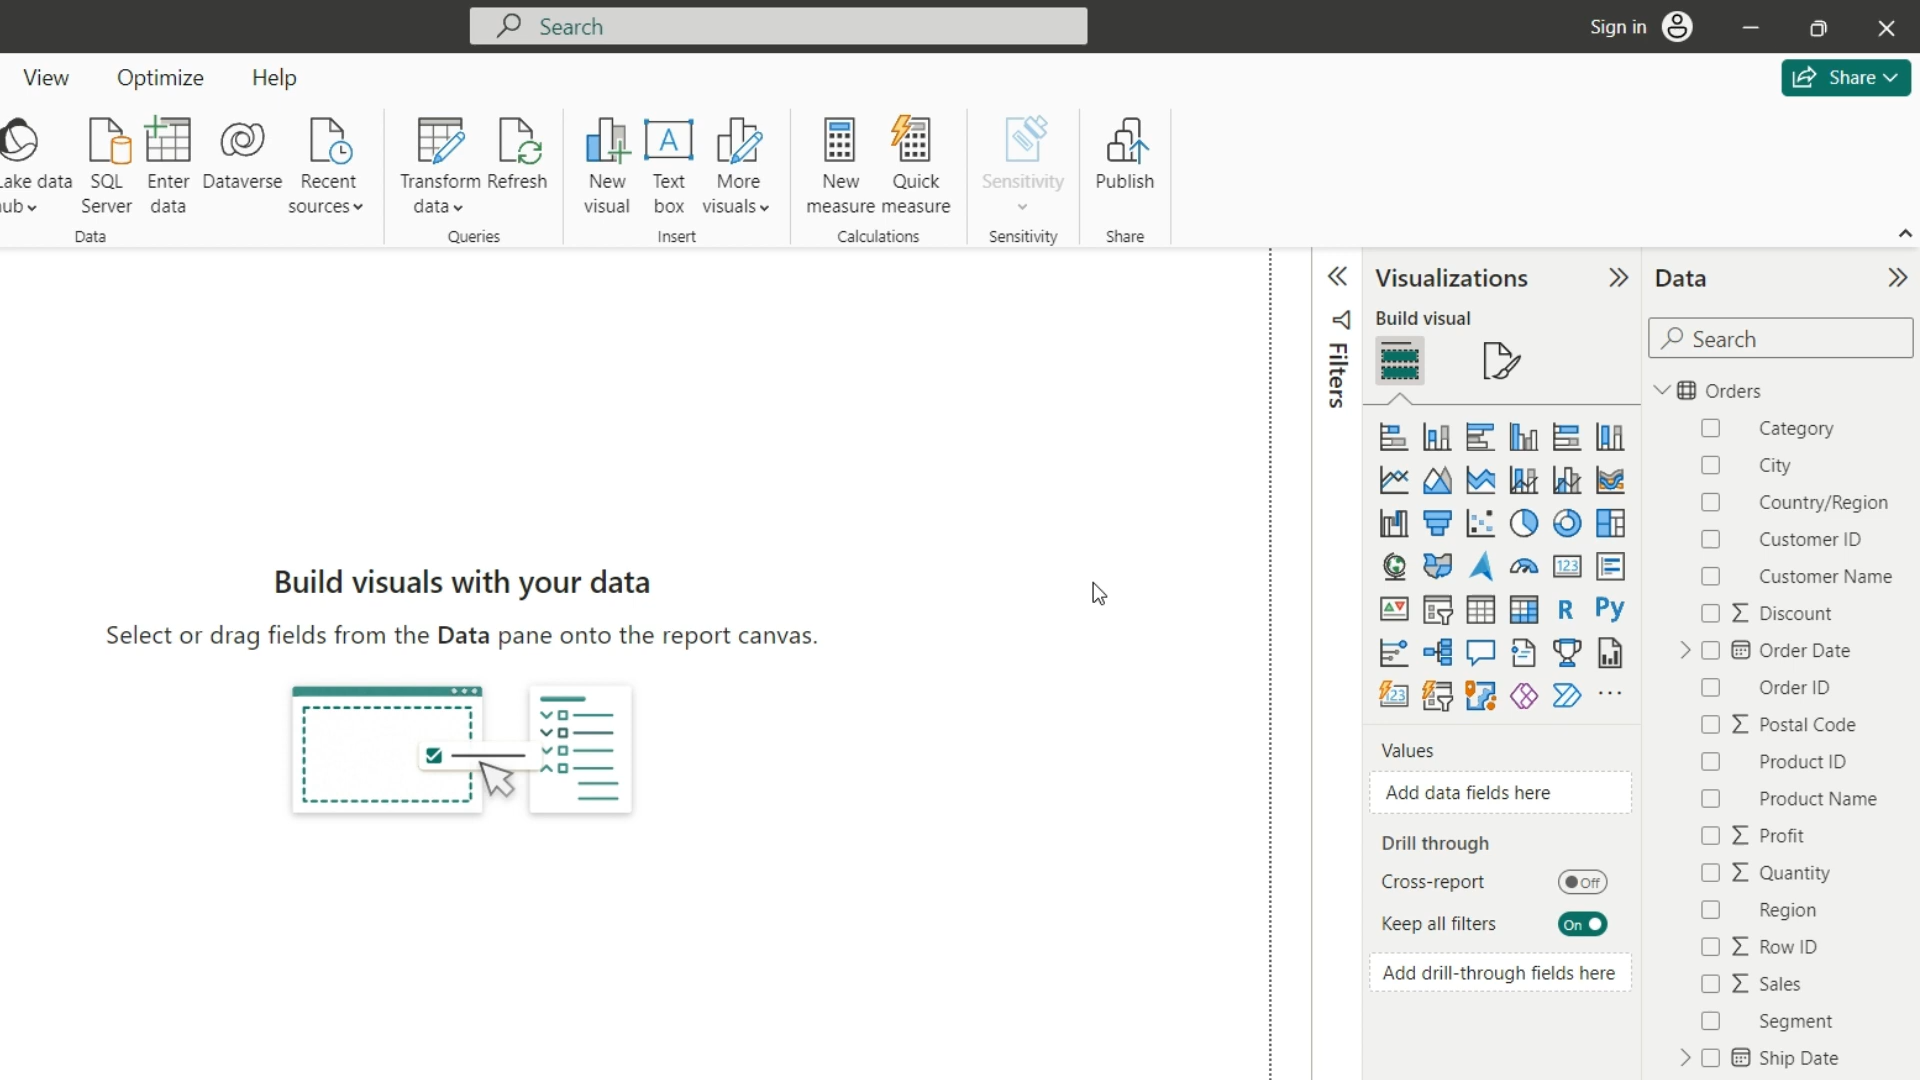 Search
Sign in
View Optimize Help
Share
Lake data
SQL
Server
Enter
data
Dataverse
Recent
sources
Data
Transform
data
Refresh
Queries
New
visual
Text
box
More
visuals
Insert
New
measure
Quick
measure
Calculations
Sensitivity
Sensitivity
Publish
Share
Build visuals with your data
Select or drag fields from the Data pane onto the report canvas.
Filters
Visualizations
Build visual
Values
Add data fields here
Drill through
Cross-report Off
Keep all filters On
Add drill-through fields here
Data
Search
Orders
Category
City
Country/Region
Customer ID
Customer Name
Σ Discount
Order Date
Order ID
Σ Postal Code
Product ID
Product Name
Σ Profit
Σ Quantity
Region
Σ Row ID
Σ Sales
Segment
Ship Date
A
123
R
Py
123